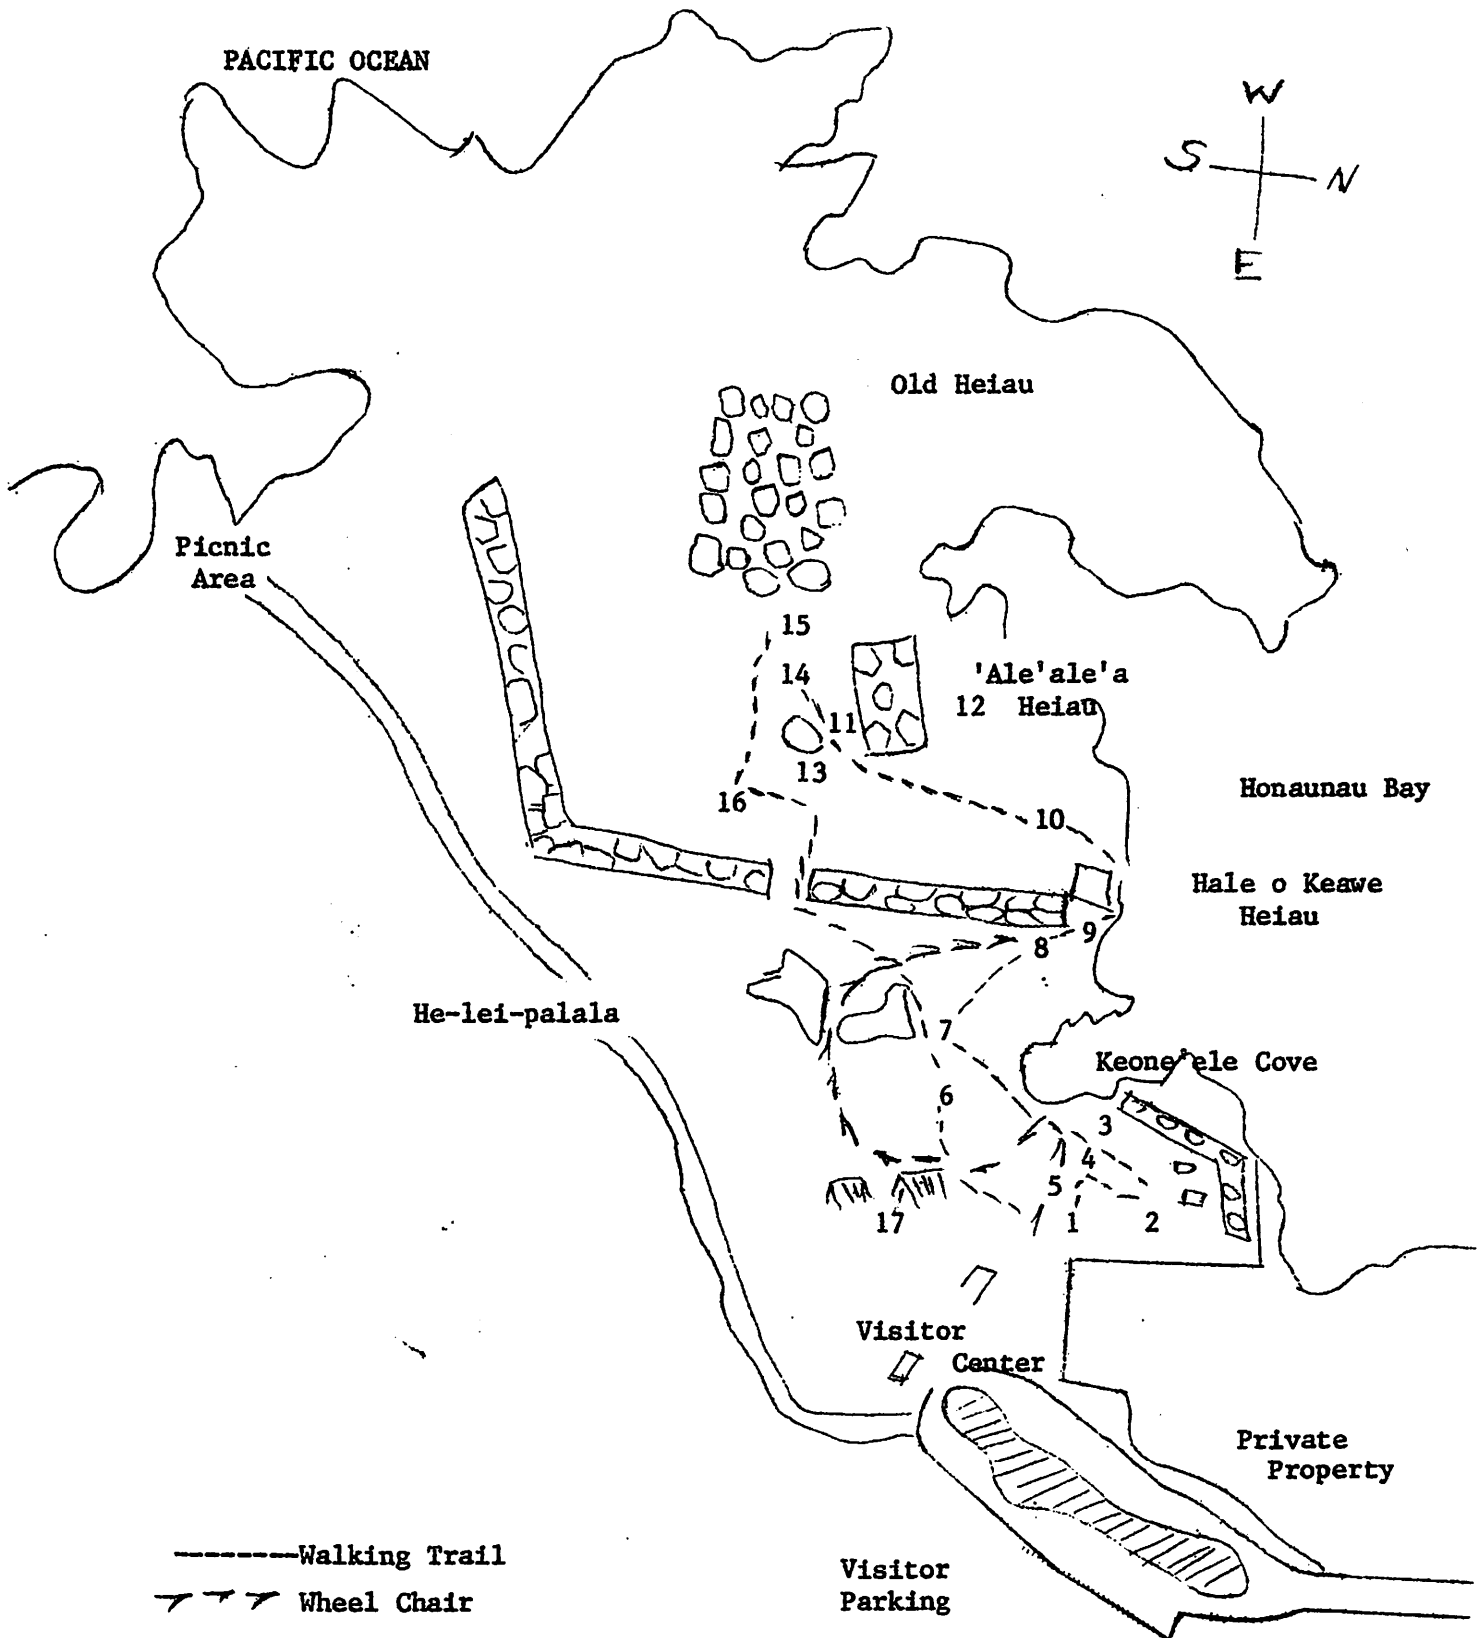 PACIFIC OCEAN
W
S
N
E
Old Heiau
Picnic
Area
15
14
'Ale'ale'a
12 Heiau
11
13
16
Honaunau Bay
10
Hale o Keawe
Heiau
9
8
He-lei-palala
7
Keone'ele Cove
6
3
4
5
17
1
2
Visitor
Center
Private
Property
Walking Trail
Wheel Chair
Visitor
Parking